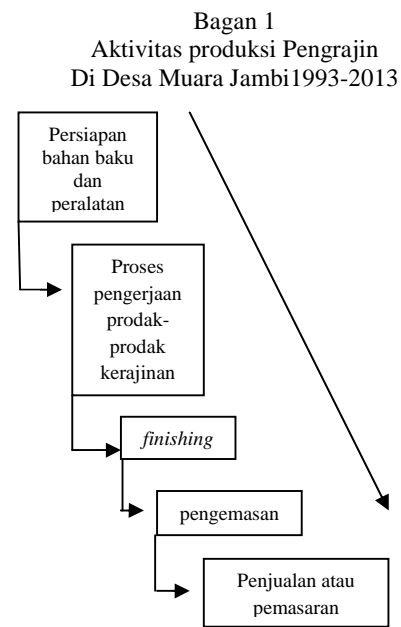 Bagan 1
Aktivitas produksi Pengrajin
Di Desa Muara Jambi1993-2013
Persiapan
bahan baku
dan
peralatan
Proses
pengerjaan
prodak-
prodak
kerajinan
finishing
pengemasan
Penjualan atau
pemasaran